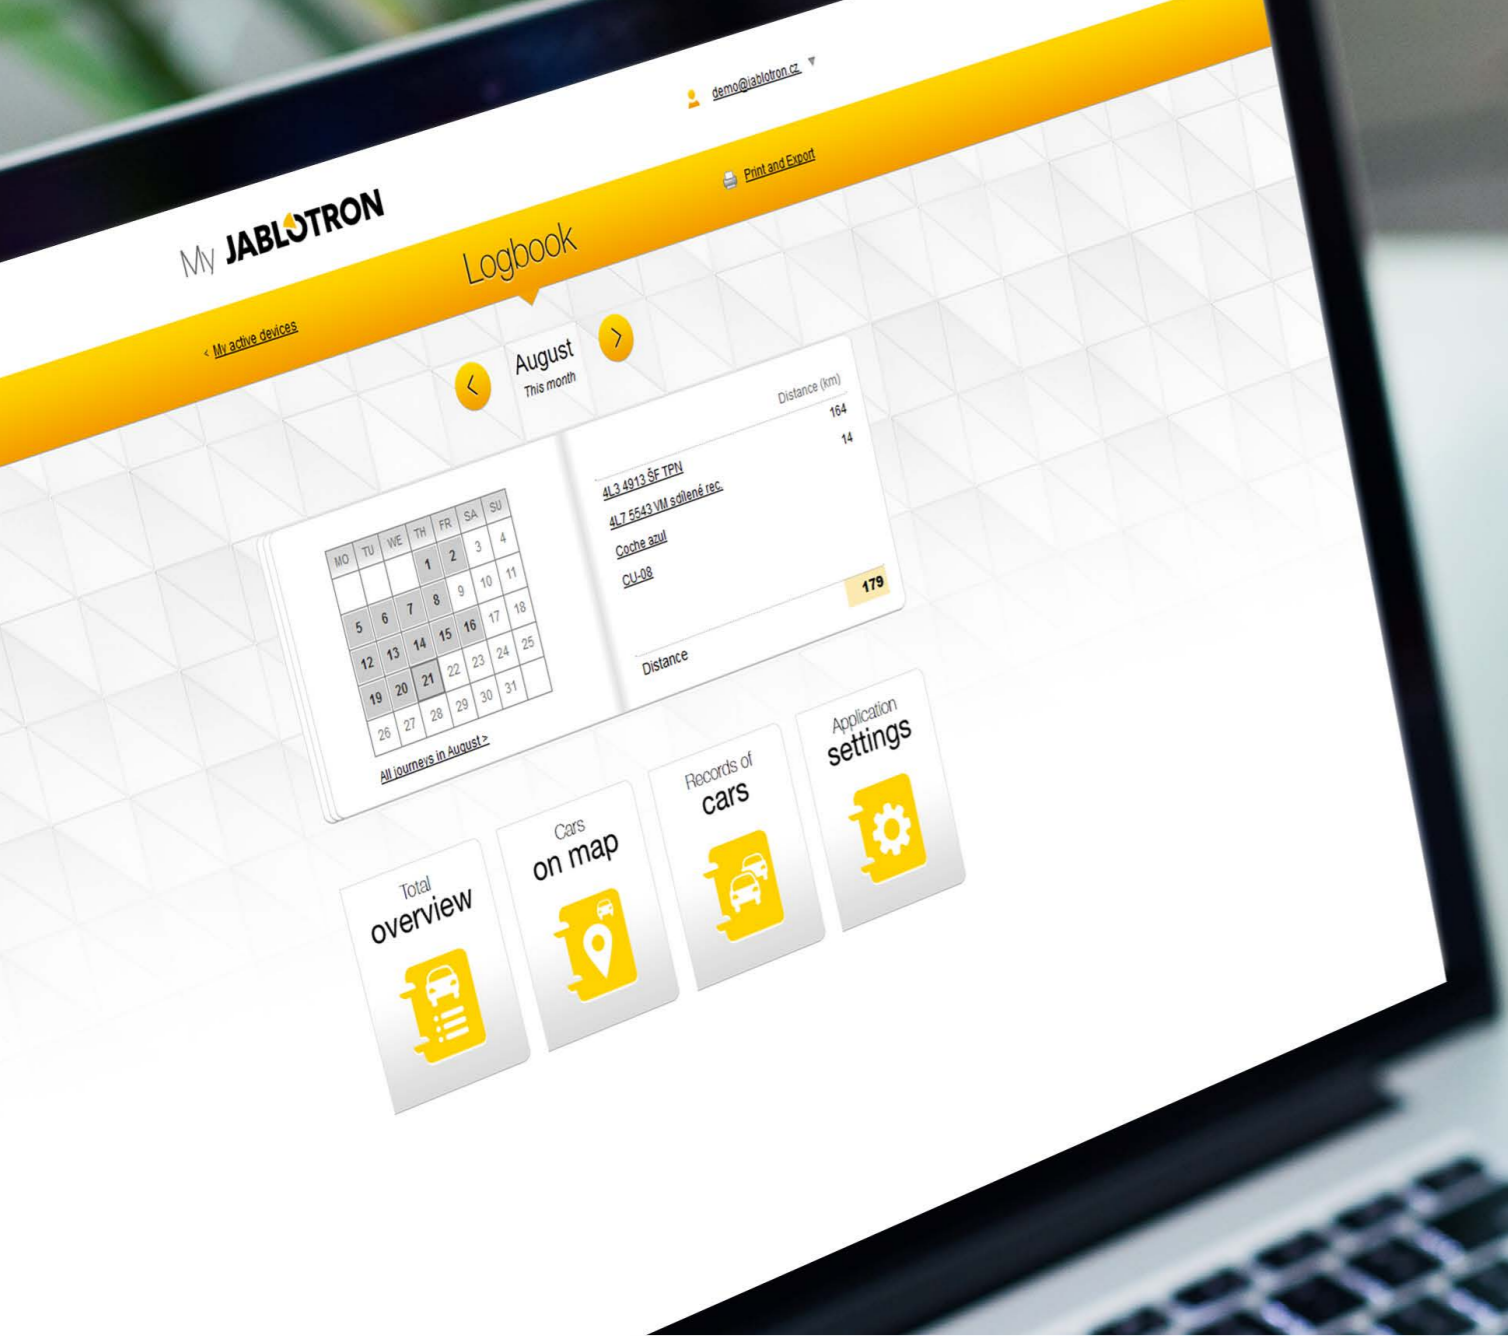 demo@jablotron.cz
My JABLOTRON
Print and Export
Logbook
< My active devices
August
This month
MO TU WE TH FR SA SU
1 2 3 4
5 6 7 8 9 10 11
12 13 14 15 16 17 18
19 20 21 22 23 24 25
26 27 28 29 30 31
All journeys in August >
Distance (km)
164
14
4L3 4913 ŠF TPN
4L7 5543 VM sdílené rec.
Coche azul
CU-08
Distance 179
Total
overview
Cars
on map
Records of
cars
Application
settings